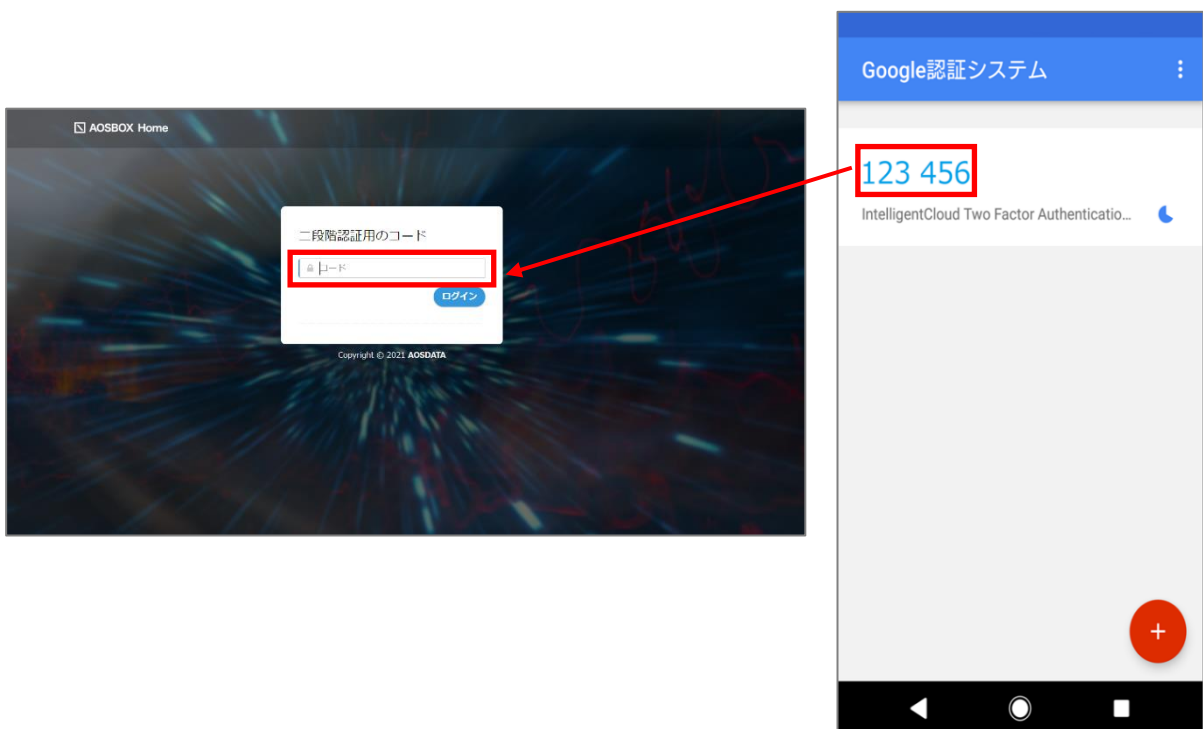 AOSBOX Home
二段階認証用のコード
コード
ログイン
Copyright © 2021 AOSDATA
Google認証システム
123 456
IntelligentCloud Two Factor Authenticatio...